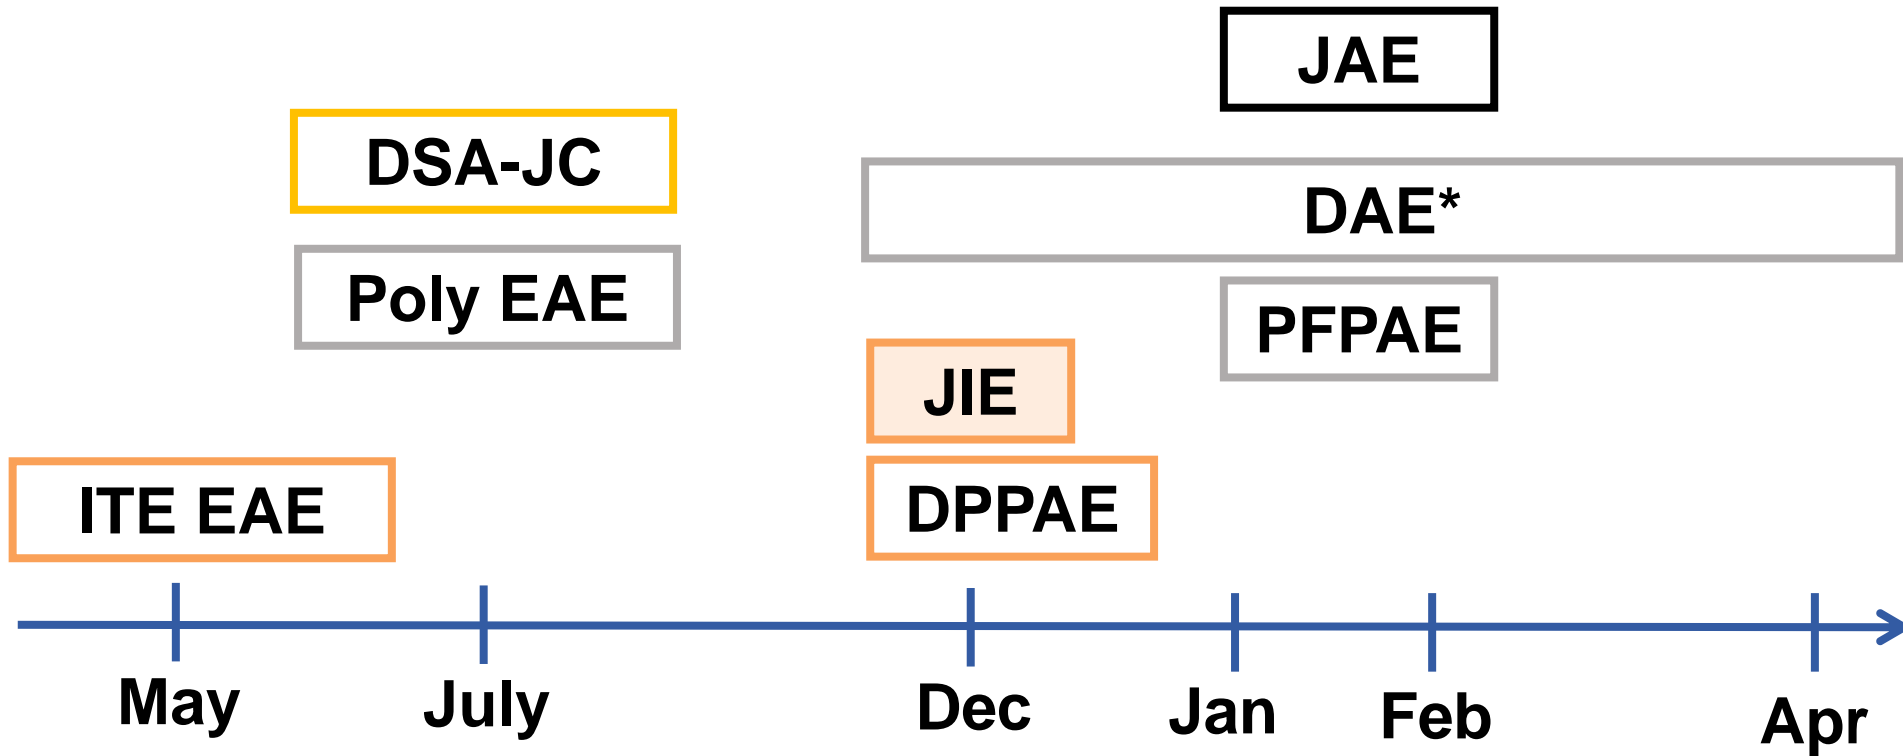 JAE
DSA-JC
DAE*
Poly EAE
PFPAE
JIE
ITE EAE
DPPAE
May
July
Dec
Jan
Feb
Apr